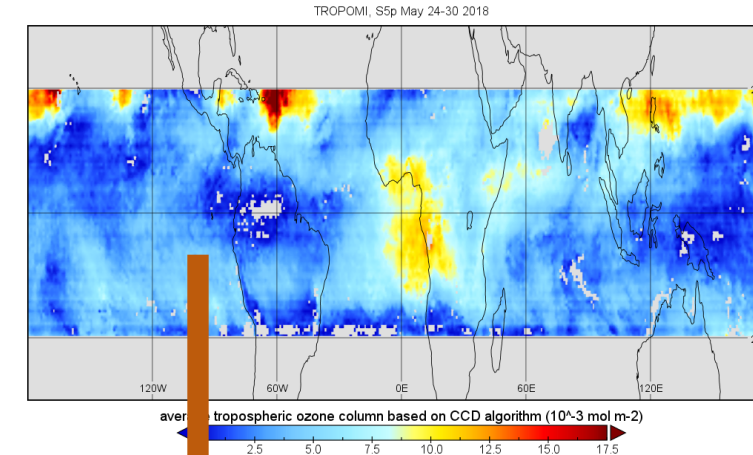 TROPOMI, S5p May 24-30 2018
120W 60W 0E 60E 120E
tropospheric ozone column based on CCD algorithm (10^-3 mol m-2)
2.5 5.0 7.5 10.0 12.5 15.0 17.5